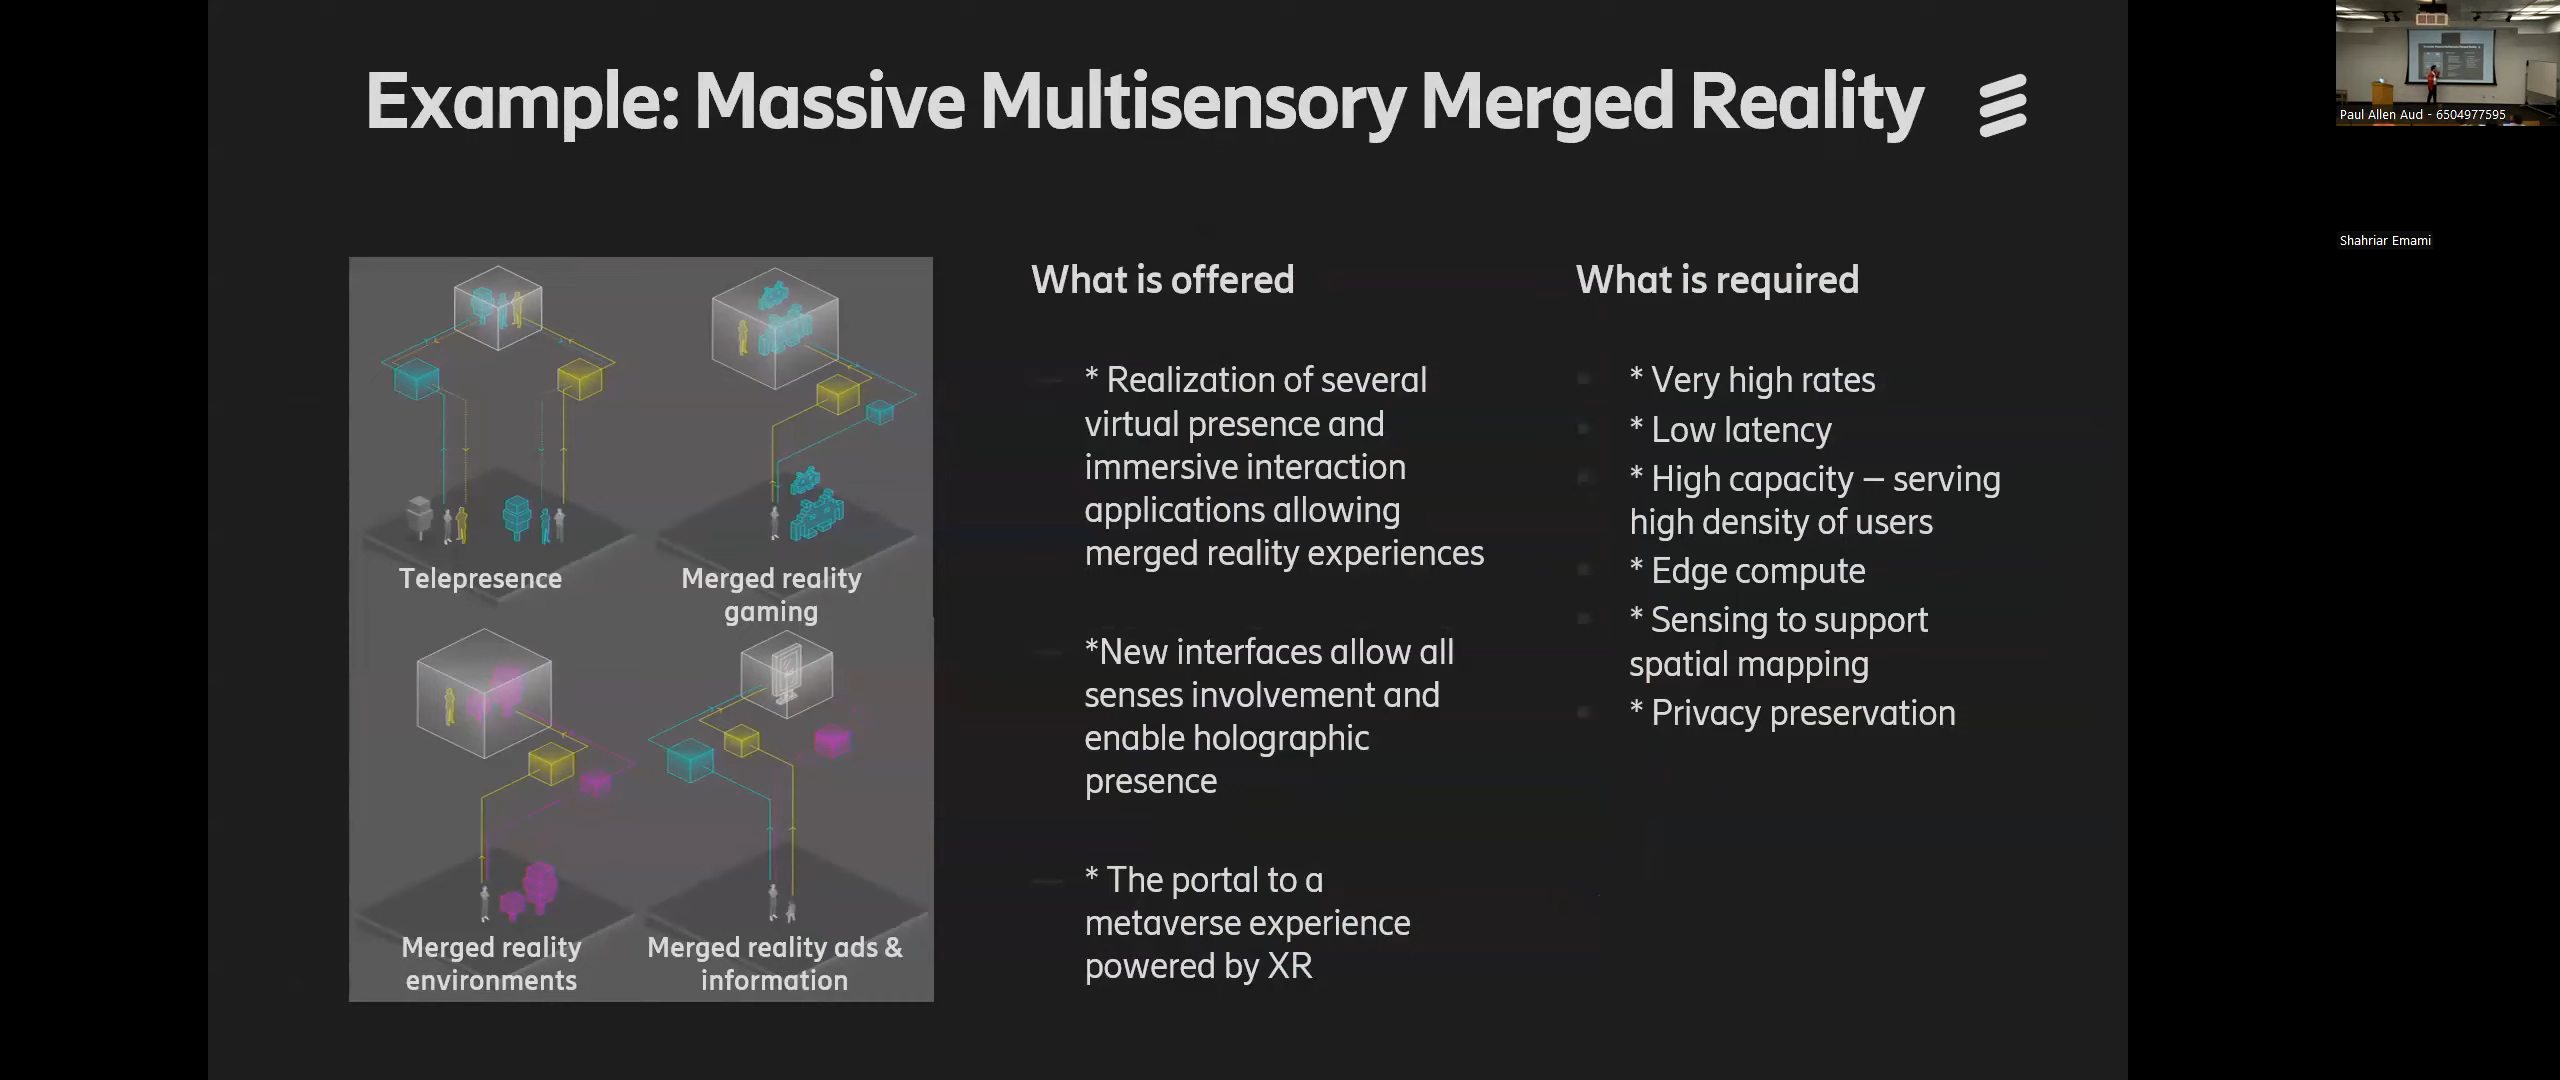 Example: Massive Multisensory Merged Reality
Telepresence
Merged reality
gaming
Merged reality
environments
Merged reality ads &
information
What is offered
* Realization of several
virtual presence and
immersive interaction
applications allowing
merged reality experiences
*New interfaces allow all
senses involvement and
enable holographic
presence
* The portal to a
metaverse experience
powered by XR
What is required
* Very high rates
* Low latency
* High capacity – serving
high density of users
* Edge compute
* Sensing to support
spatial mapping
* Privacy preservation
Paul Allen Aud - 6504977595
Shahriar Emami